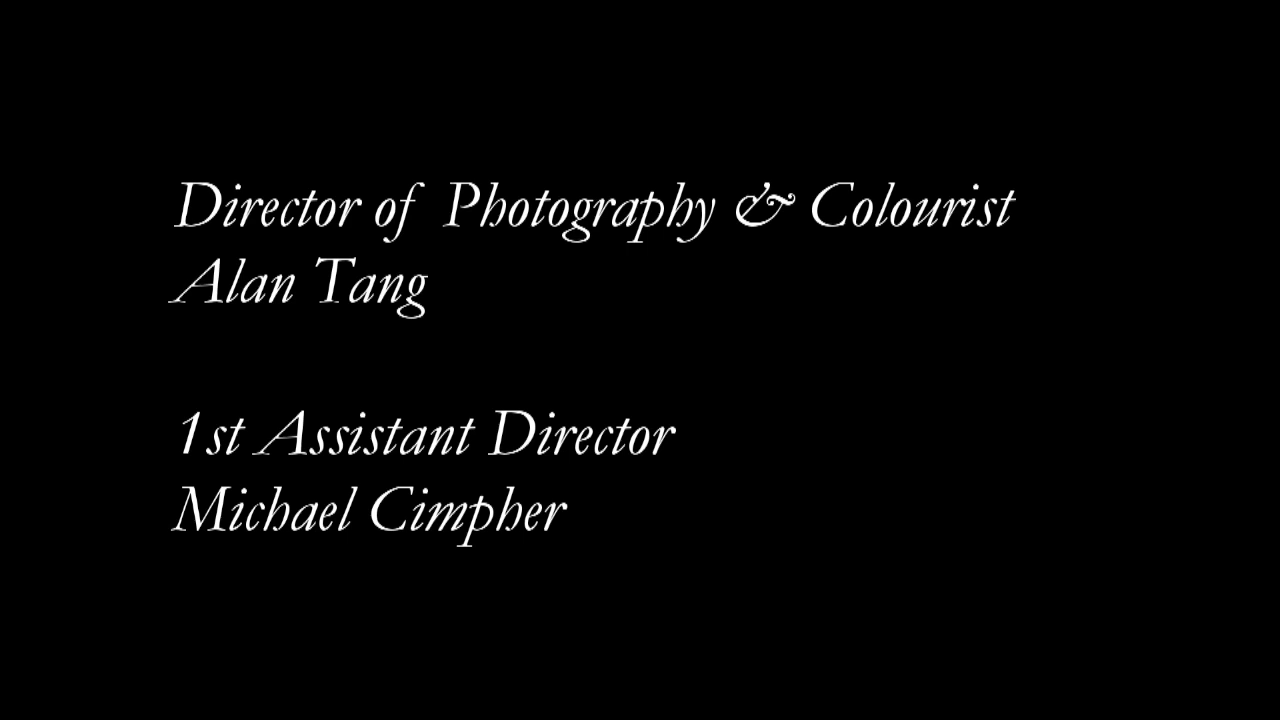 Director of Photography & Colourist
Alan Tang
1st Assistant Director
Michael Cimpher